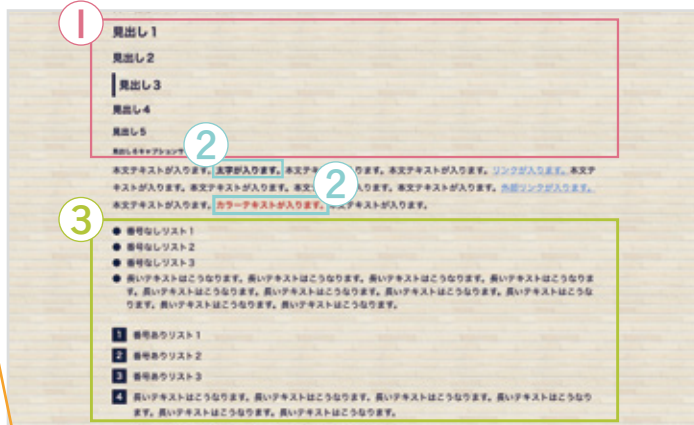 1
見出し1
見出し2
見出し3
見出し4
見出し5
2
本文テキストが入ります。太字が入ります。本文テキ ります。本文テキストが入ります。リンクが入ります。本文テ
キストが入ります。本文テキストが入ります。本文 入ります。本文テキストが入ります。外部リンクが入ります。
2
本文テキストが入ります。カラーテキストが入ります。本文テキストが入ります。
3
● 番号なしリスト1
● 番号なしリスト2
● 番号なしリスト3
● 長いテキストはこうなります。長いテキストはこうなります。長いテキストはこうなります。長いテキストはこうなりま
す。長いテキストはこうなります。長いテキストはこうなります。長いテキストはこうなります。長いテキストはこうな
ります。長いテキストはこうなります。長いテキストはこうなります。
1 番号ありリスト1
2 番号ありリスト2
3 番号ありリスト3
4 長いテキストはこうなります。長いテキストはこうなります。長いテキストはこうなります。長いテキストはこうなり
ます。長いテキストはこうなります。長いテキストはこうなります。